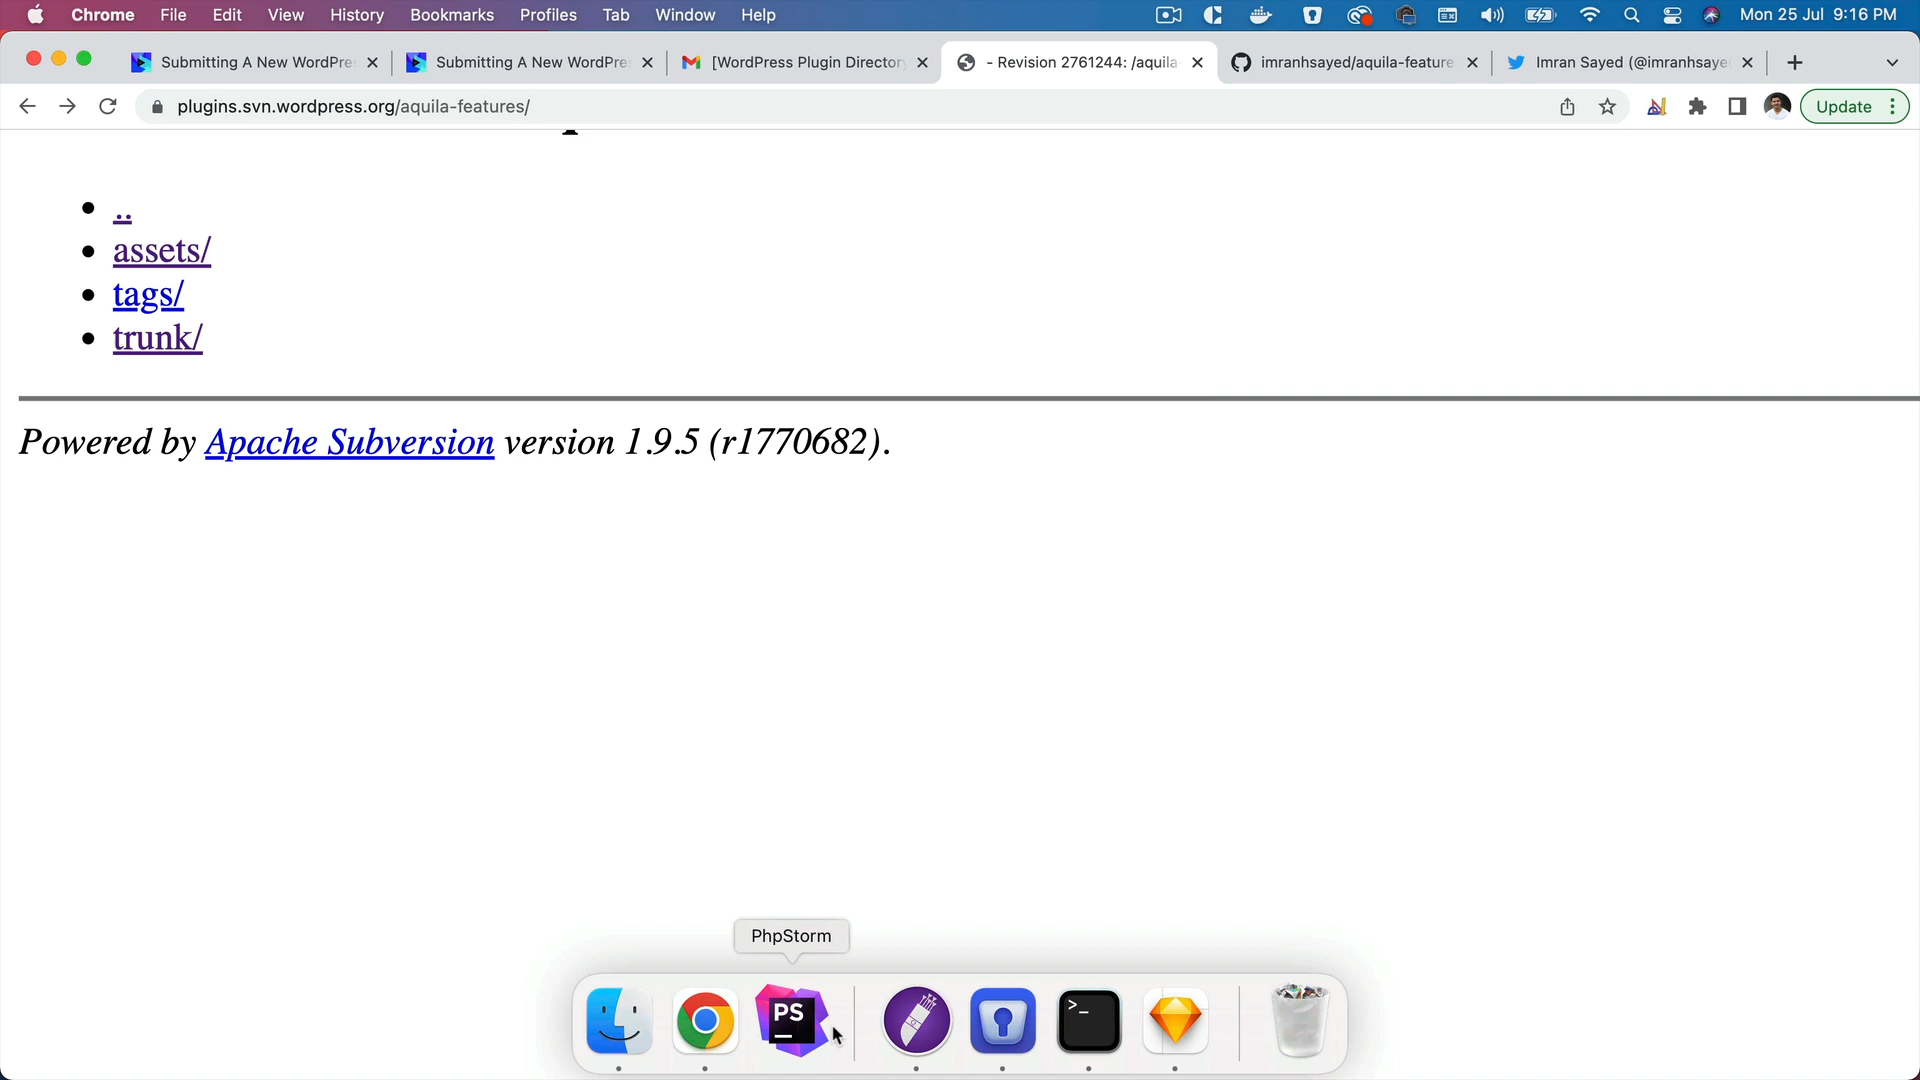 Chrome File Edit View History Bookmarks Profiles Tab Window Help Mon 25 Jul 9:16 PM
Submitting A New WordPre Submitting A New WordPre [WordPress Plugin Directory - Revision 2761244: /aquila- imranhsayed/aquila-feature Imran Sayed (@imranhsaye
plugins.svn.wordpress.org/aquila-features/ Update
..
assets/
tags/
trunk/
Powered by Apache Subversion version 1.9.5 (r1770682).
PhpStorm
PS
>_